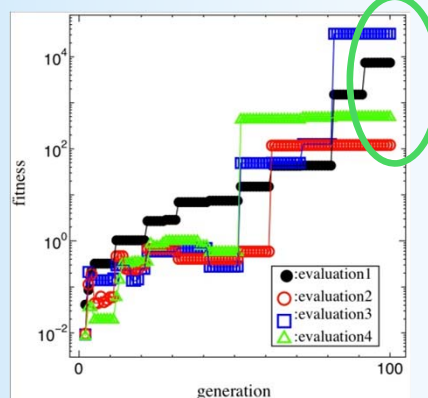 10⁴
10²
10⁰
10⁻²
fitness
:evaluation1
:evaluation2
:evaluation3
:evaluation4
0
100
generation